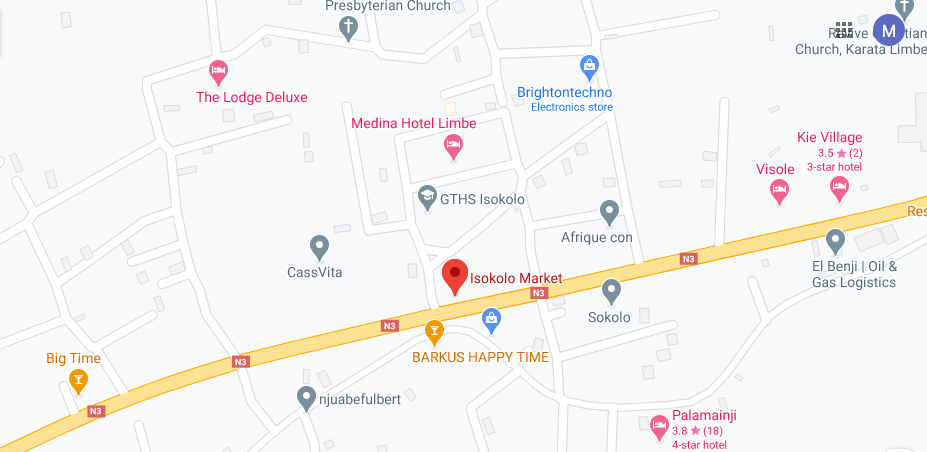 Presbyterian Church
M
Church, Karata Limbe
The Lodge Deluxe
Brightontechno
Electronics store
Medina Hotel Limbe
Kie Village
3.5 ★ (2)
3-star hotel
Visole
GTHS Isokolo
Afrique con
CassVita
N3
El Benji | Oil &
Gas Logistics
Isokolo Market
N3
Sokolo
N3
BARKUS HAPPY TIME
N3
Big Time
njuabefulbert
N3
Palamainji
3.8 ★ (18)
4-star hotel